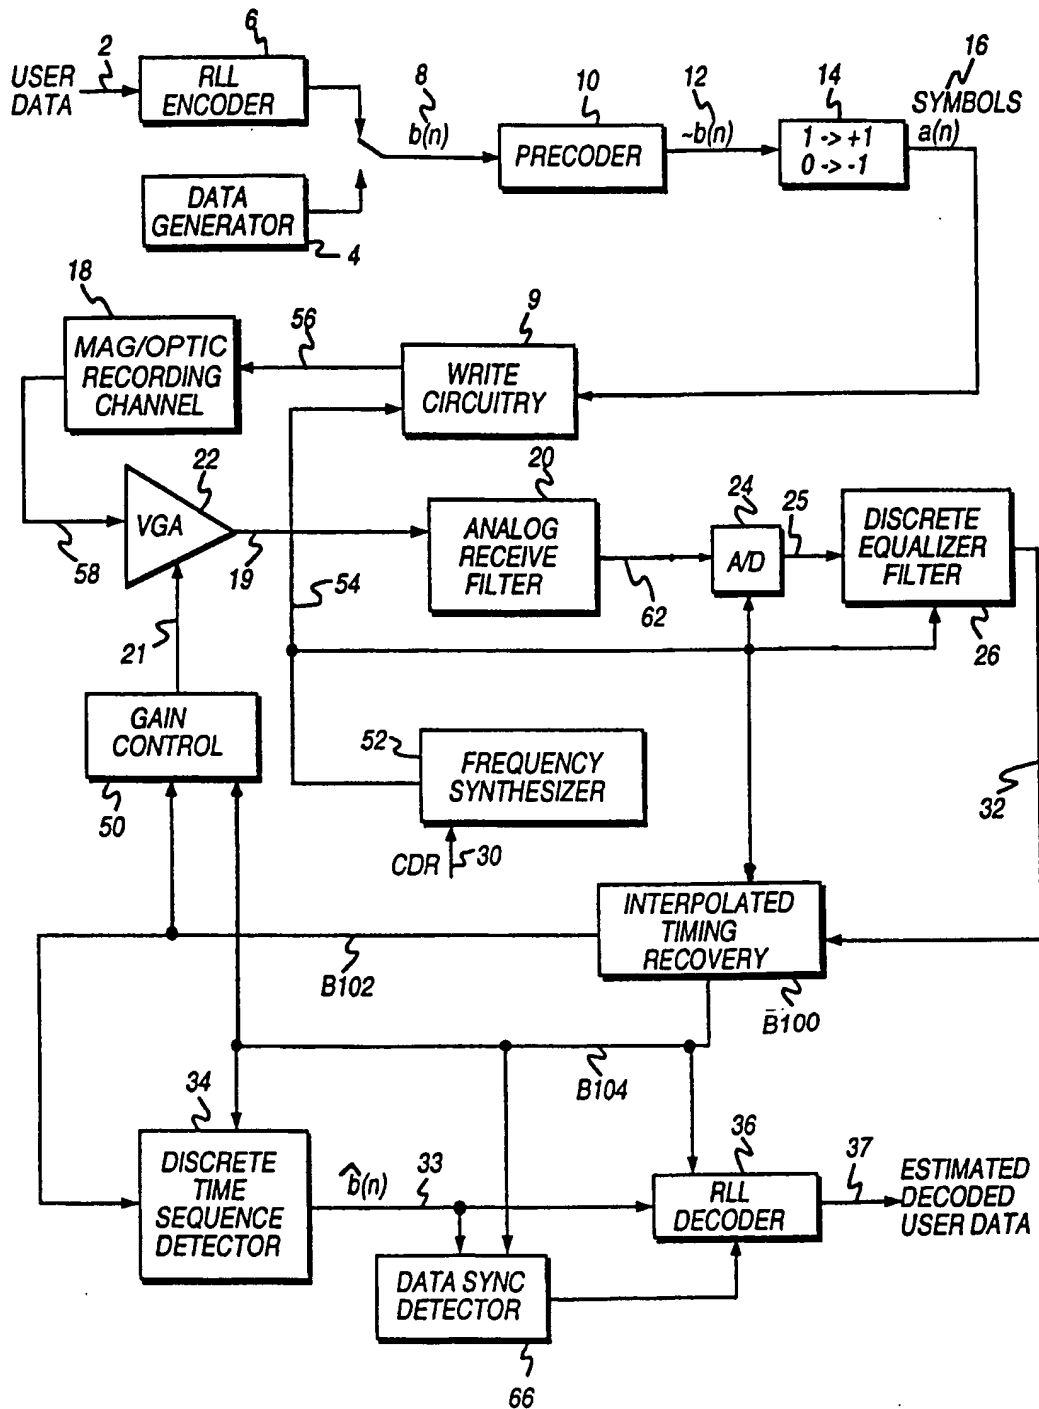 6
2
USER
DATA
RLL
ENCODER
8
b(n)
10
PRECODER
12
~b(n)
14
1 -> +1
0 -> -1
16
SYMBOLS
a(n)
DATA
GENERATOR
4
18
MAG/OPTIC
RECORDING
CHANNEL
56
9
WRITE
CIRCUITRY
22
VGA
58
19
21
54
20
ANALOG
RECEIVE
FILTER
62
24
A/D
25
DISCRETE
EQUALIZER
FILTER
26
GAIN
CONTROL
50
52
FREQUENCY
SYNTHESIZER
CDR
30
32
INTERPOLATED
TIMING
RECOVERY
B100
B102
B104
34
DISCRETE
TIME
SEQUENCE
DETECTOR
b̂(n)
33
36
RLL
DECODER
37
ESTIMATED
DECODED
USER DATA
DATA SYNC
DETECTOR
66